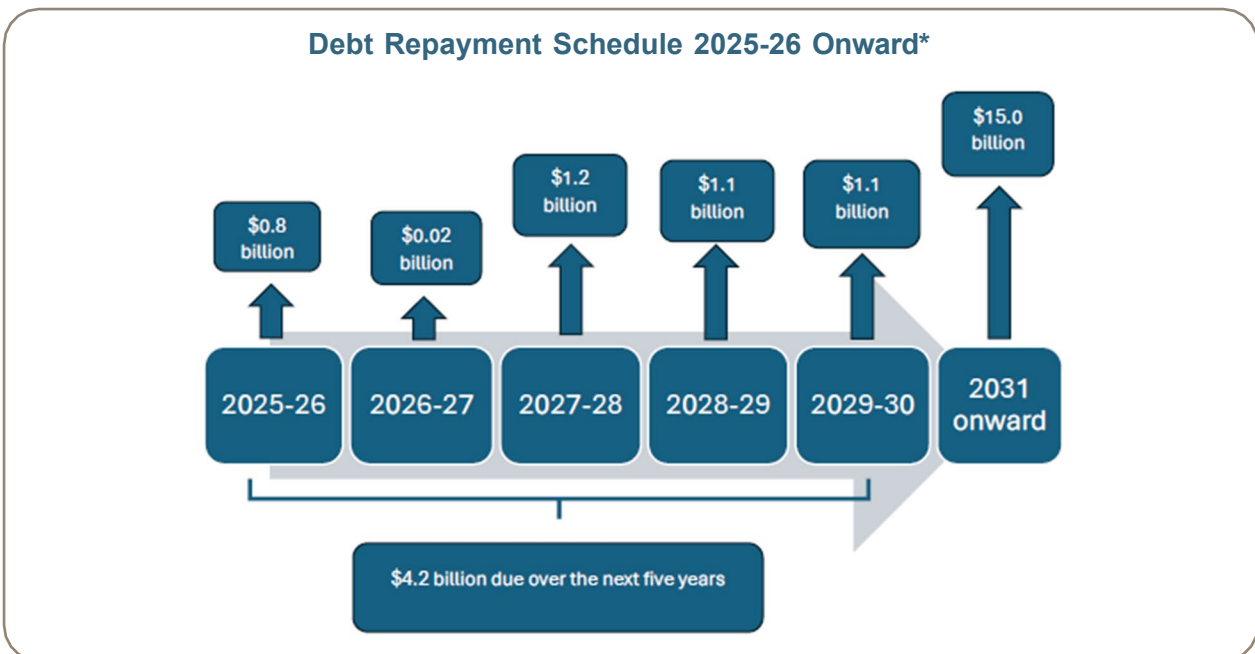 Debt Repayment Schedule 2025-26 Onward*
$0.8
billion
$0.02
billion
$1.2
billion
$1.1
billion
$1.1
billion
$15.0
billion
2025-26
2026-27
2027-28
2028-29
2029-30
2031
onward
$4.2 billion due over the next five years